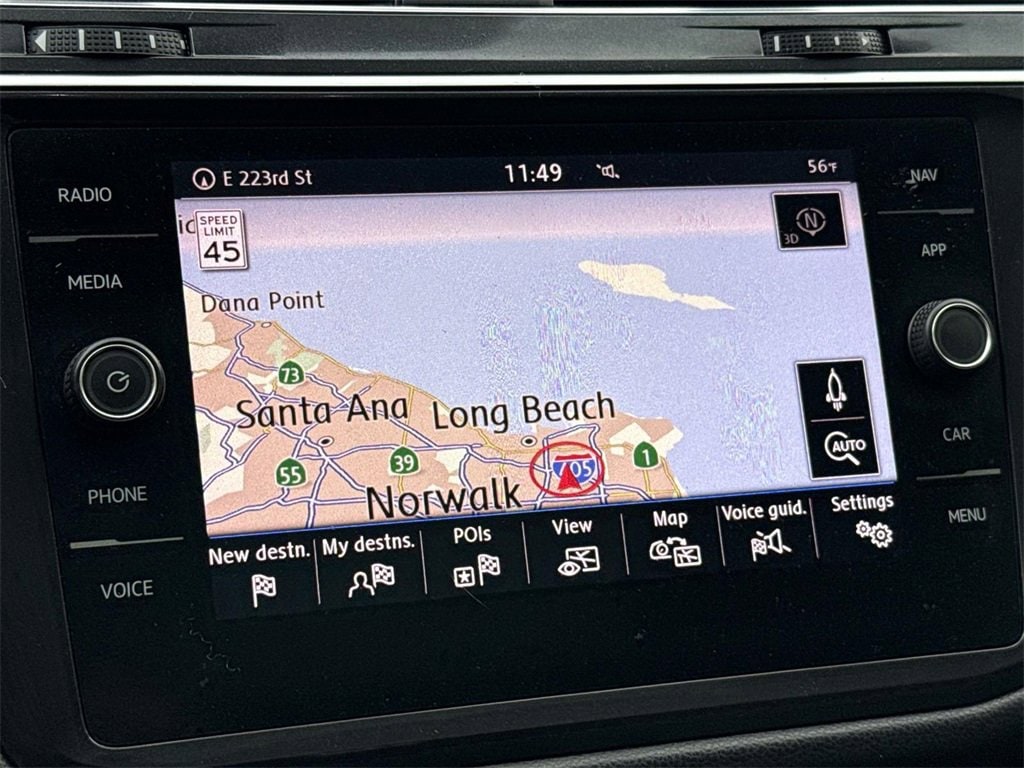 RADIO
MEDIA
PHONE
VOICE
E 223rd St
11:49
56°F
SPEED
LIMIT
45
N
3D
Dana Point
73
Santa Ana
Long Beach
55
39
705
1
Norwalk
AUTO
New destn.
My destns.
POIs
View
Map
Voice guid.
Settings
NAV
APP
CAR
MENU